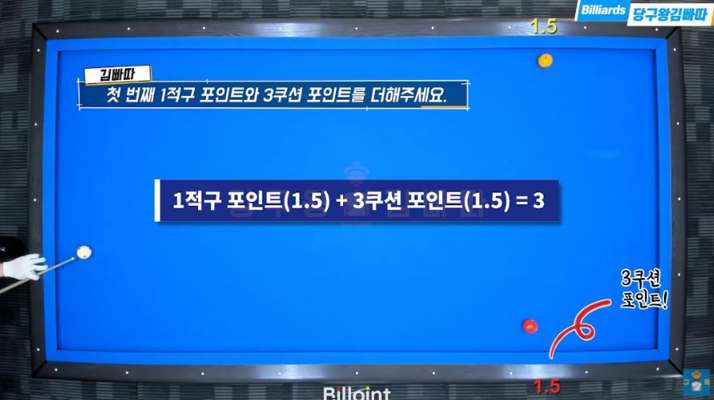 1.5
Billiards
당구왕김빠따
김빠따
첫 번째 1적구 포인트와 3쿠션 포인트를 더해주세요.
1적구 포인트(1.5) + 3쿠션 포인트(1.5) = 3
3쿠션
포인트!
1.5
Billoint